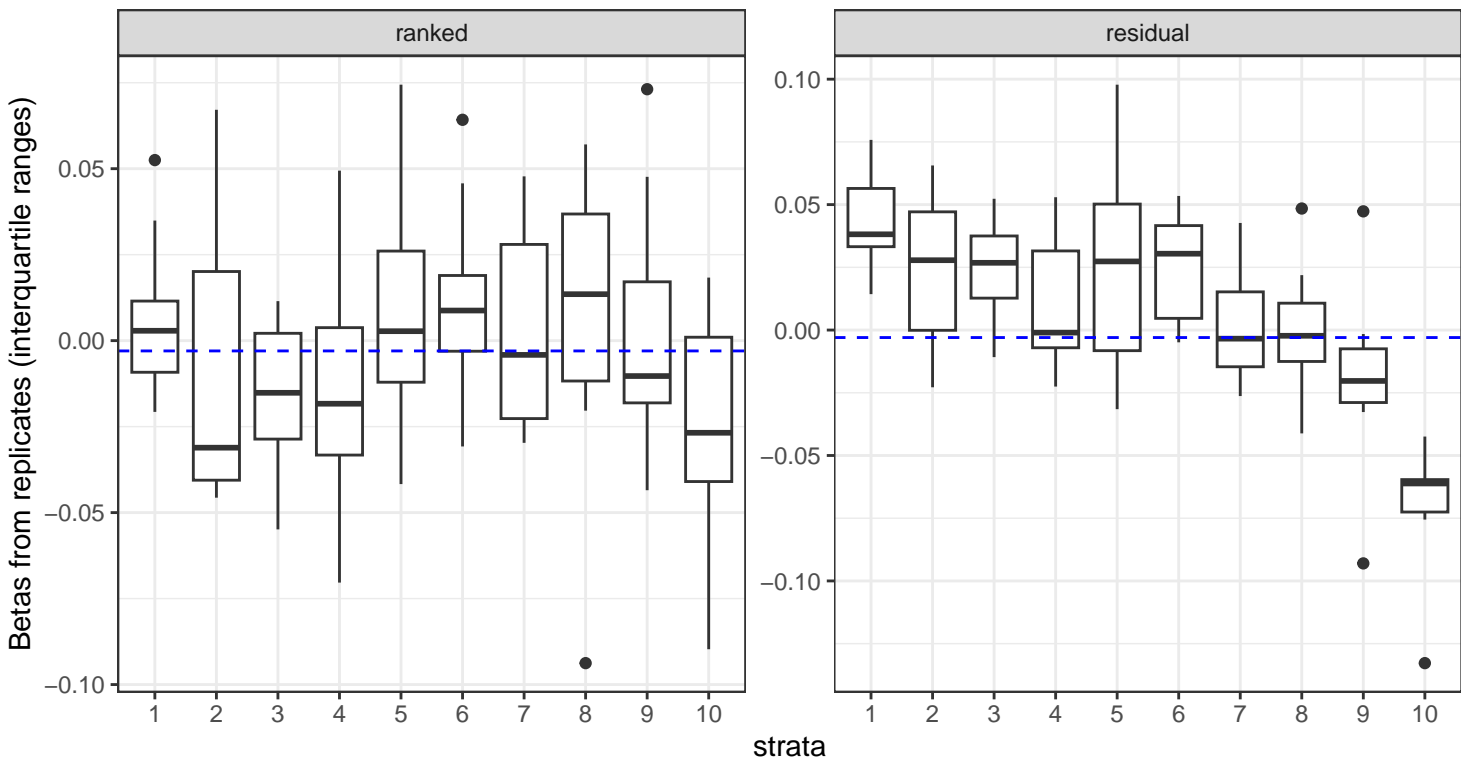 ranked
residual
Betas from replicates (interquartile ranges)
0.05
0.00
−0.05
−0.10
0.10
0.05
0.00
−0.05
−0.10
1 2 3 4 5 6 7 8 9 10
1 2 3 4 5 6 7 8 9 10
strata